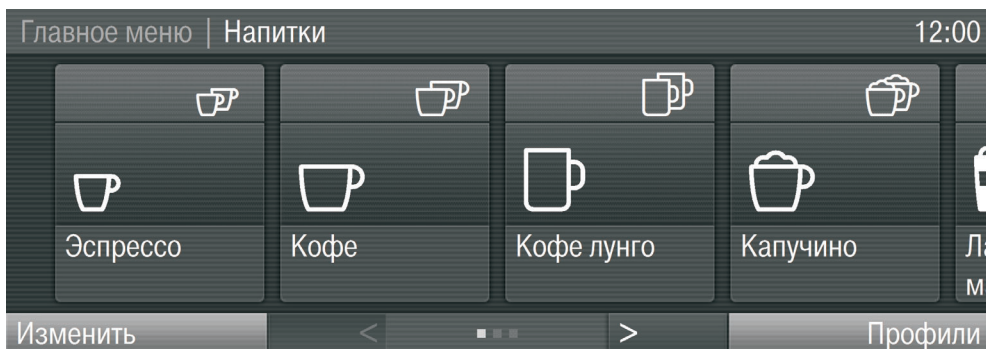 Главное меню | Напитки 12:00
Эспрессо Кофе Кофе лунго Капучино
Изменить < > Профили